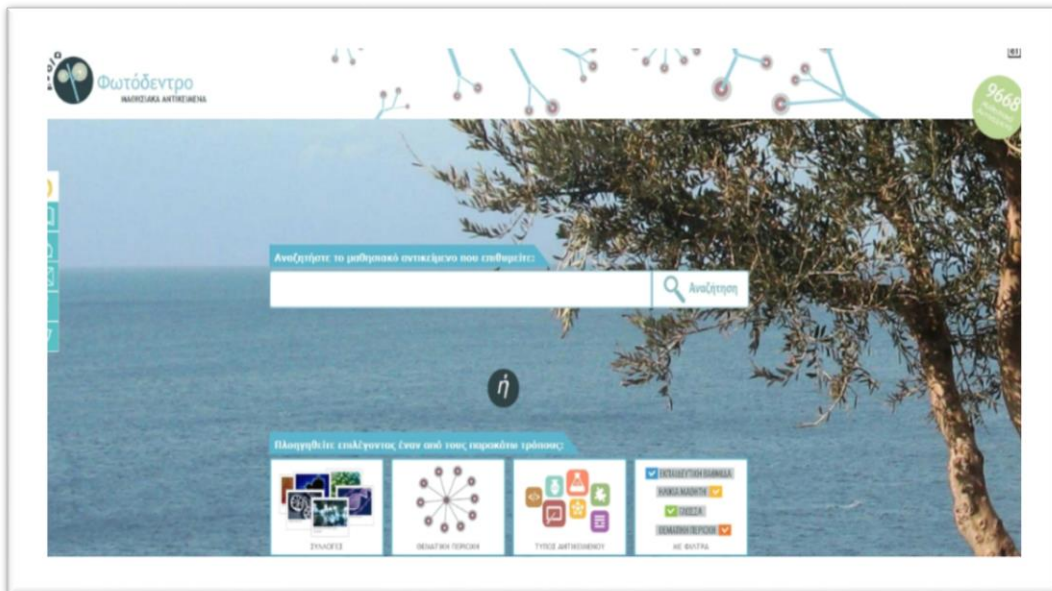 Φωτόδεντρο
ΜΑΘΗΣΙΑΚΑ ΑΝΤΙΚΕΙΜΕΝΑ
9668
Αναζητήστε το μαθησιακό αντικείμενο που επιθυμείτε:
Αναζήτηση
ή
Πλοηγηθείτε επιλέγοντας έναν από τους παρακάτω τρόπους:
ΣΥΛΛΟΓΕΣ
ΘΕΜΑΤΙΚΗ ΠΕΡΙΟΧΗ
ΤΥΠΟΣ ΑΝΤΙΚΕΙΜΕΝΟΥ
ΕΚΠΑΙΔΕΥΤΙΚΗ ΒΑΘΜΙΔΑ
ΗΛΙΚΙΑ ΜΑΘΗΤΗ
ΓΛΩΣΣΑ
ΘΕΜΑΤΙΚΗ ΠΕΡΙΟΧΗ
ΜΕ ΦΙΛΤΡΑ